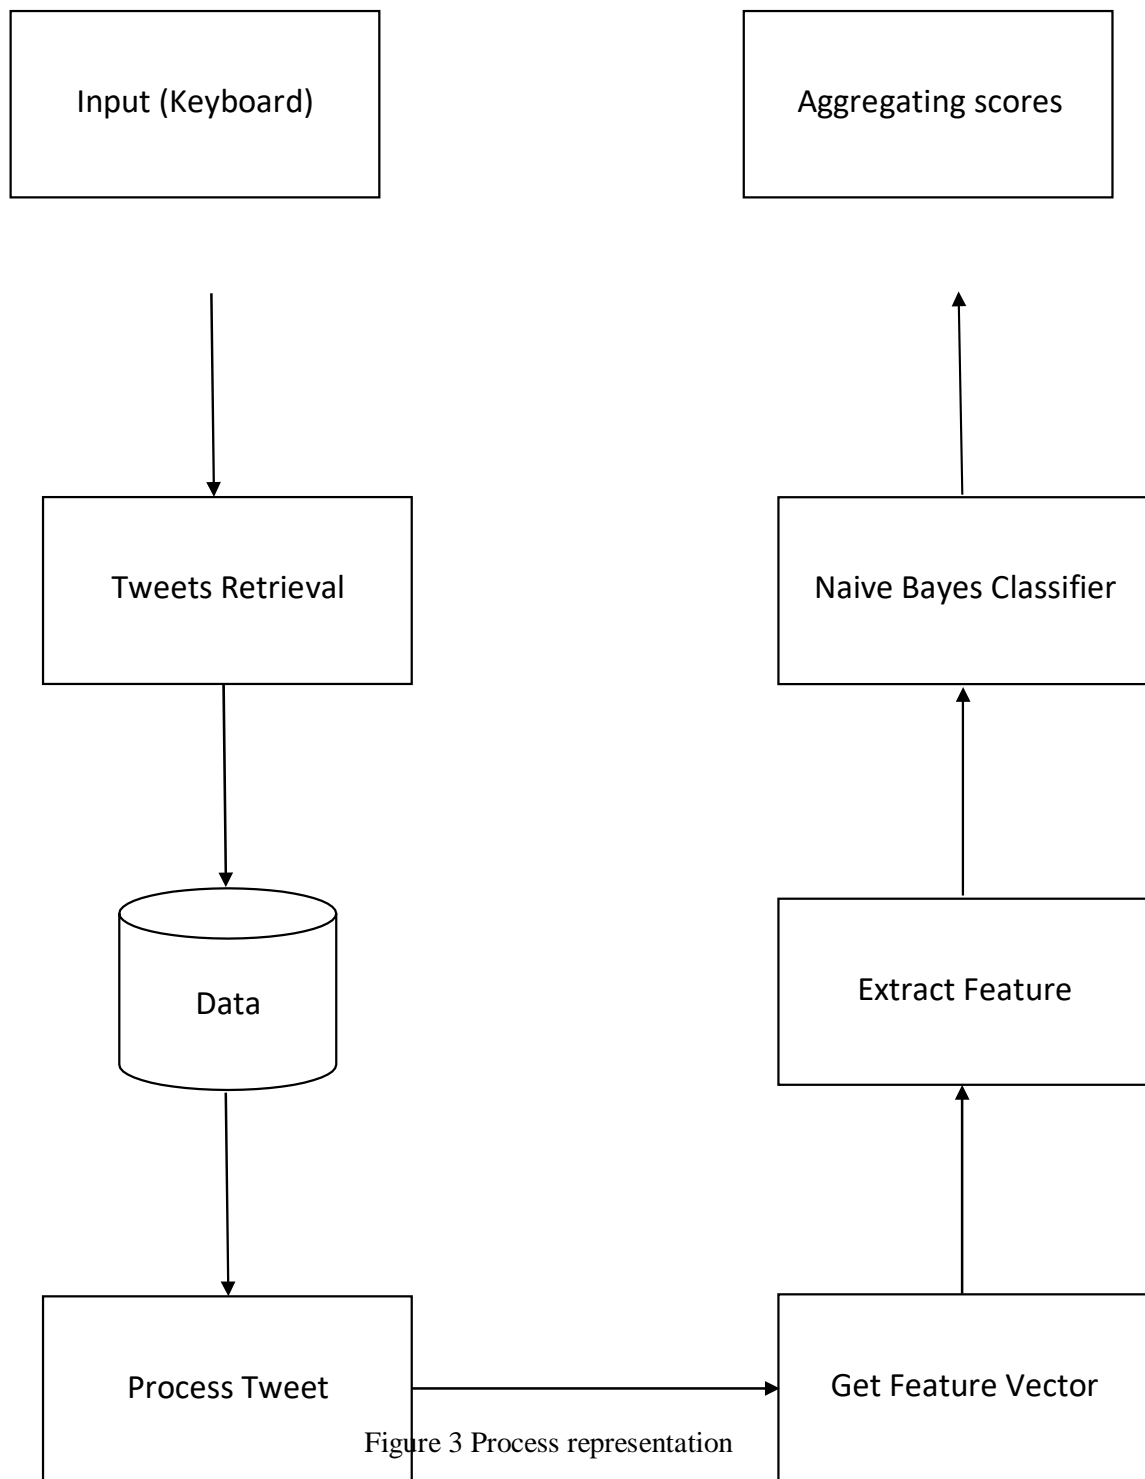 Input (Keyboard)
Aggregating scores
Tweets Retrieval
Naive Bayes Classifier
Data
Extract Feature
Process Tweet
Get Feature Vector
Figure 3 Process representation